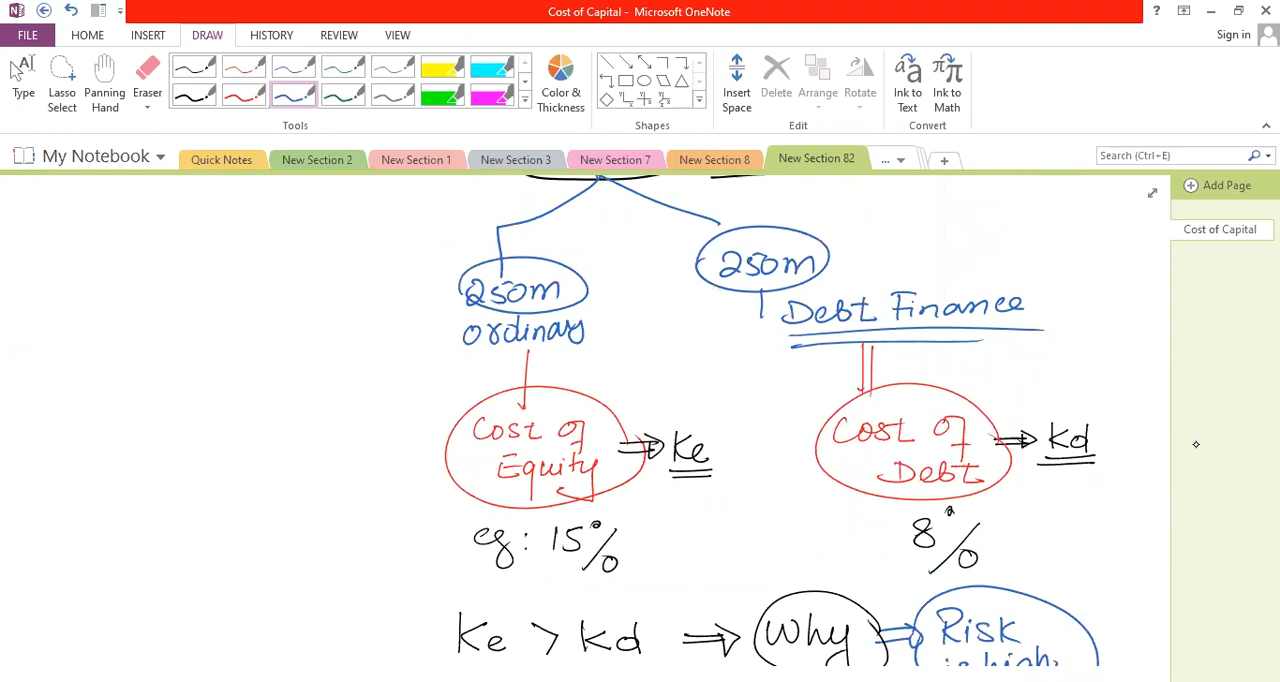 Cost of Capital - Microsoft OneNote
?
FILE HOME INSERT DRAW HISTORY REVIEW VIEW Sign in
Type
Lasso Select
Panning Hand
Eraser
Color & Thickness
Insert Space
Delete
Arrange
Rotate
Ink to Text
Ink to Math
Tools Shapes Edit Convert
My Notebook Quick Notes New Section 2 New Section 1 New Section 3 New Section 7 New Section 8 New Section 82 ... Search (Ctrl+E)
Add Page
Cost of Capital
250m
250m
ordinary
Debt Finance
Cost of
Equity
⇒ Ke
Cost of
Debt
⇒ Kd
eg: 15%
8%
Ke > Kd ⇒ Why ⇒ Risk
is high